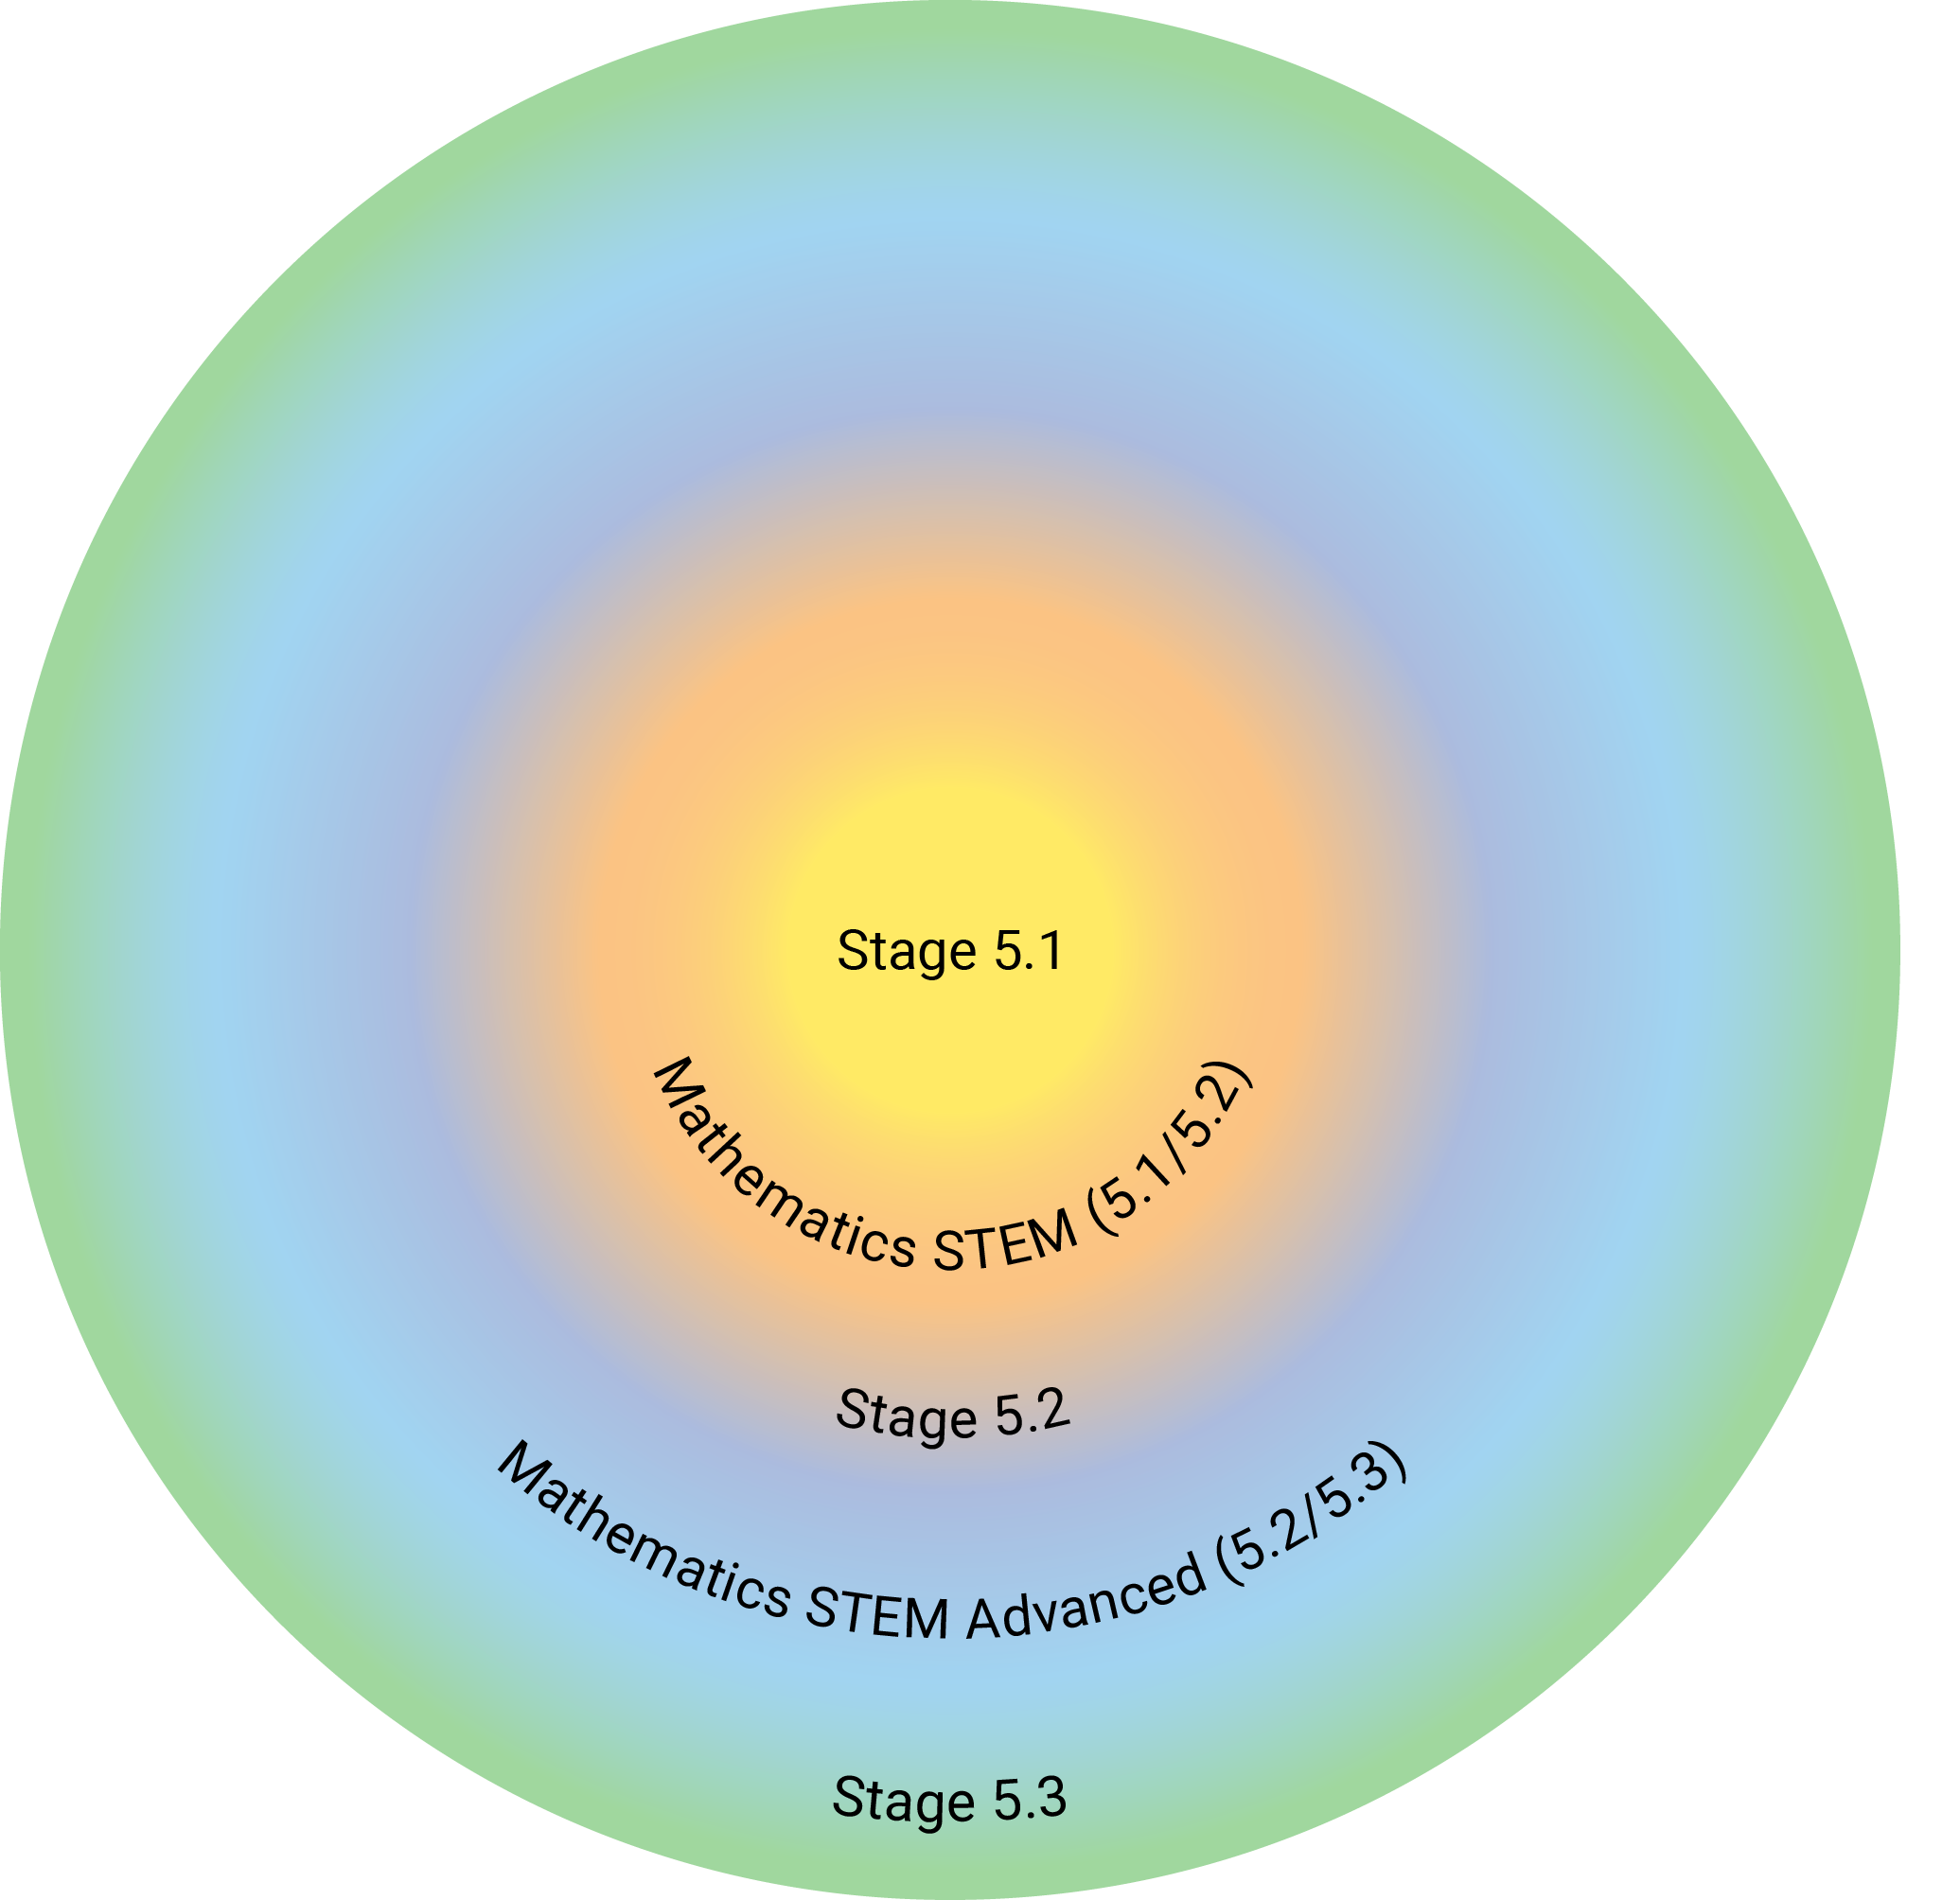 Stage 5.1
Mathematics STEM (5.1/5.2)
Stage 5.2
Mathematics STEM Advanced (5.2/5.3)
Stage 5.3